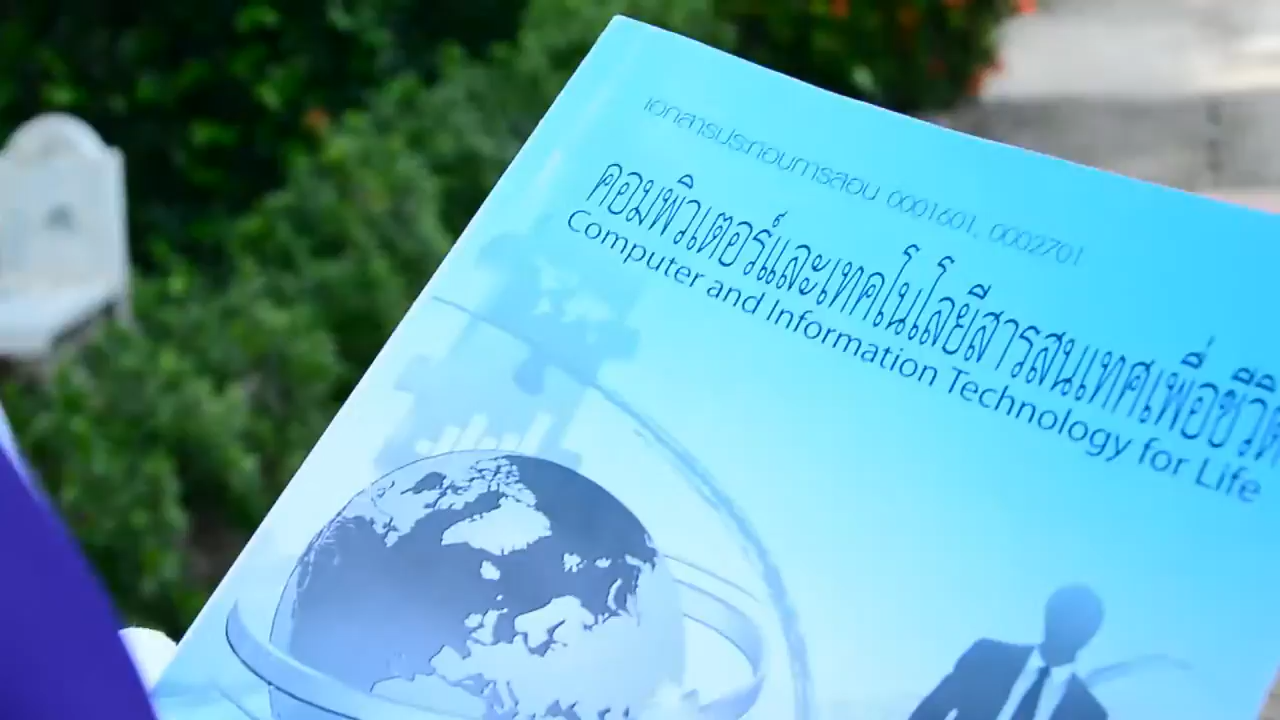 เอกสารประกอบการสอน 0001601, 0002701
คอมพิวเตอร์และเทคโนโลยีสารสนเทศเพื่อชีวิต
Computer and Information Technology for Life